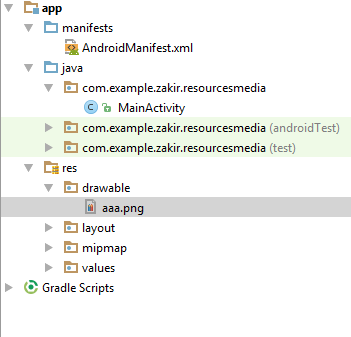 app
manifests
AndroidManifest.xml
java
com.example.zakir.resourcesmedia
MainActivity
com.example.zakir.resourcesmedia (androidTest)
com.example.zakir.resourcesmedia (test)
res
drawable
aaa.png
layout
mipmap
values
Gradle Scripts